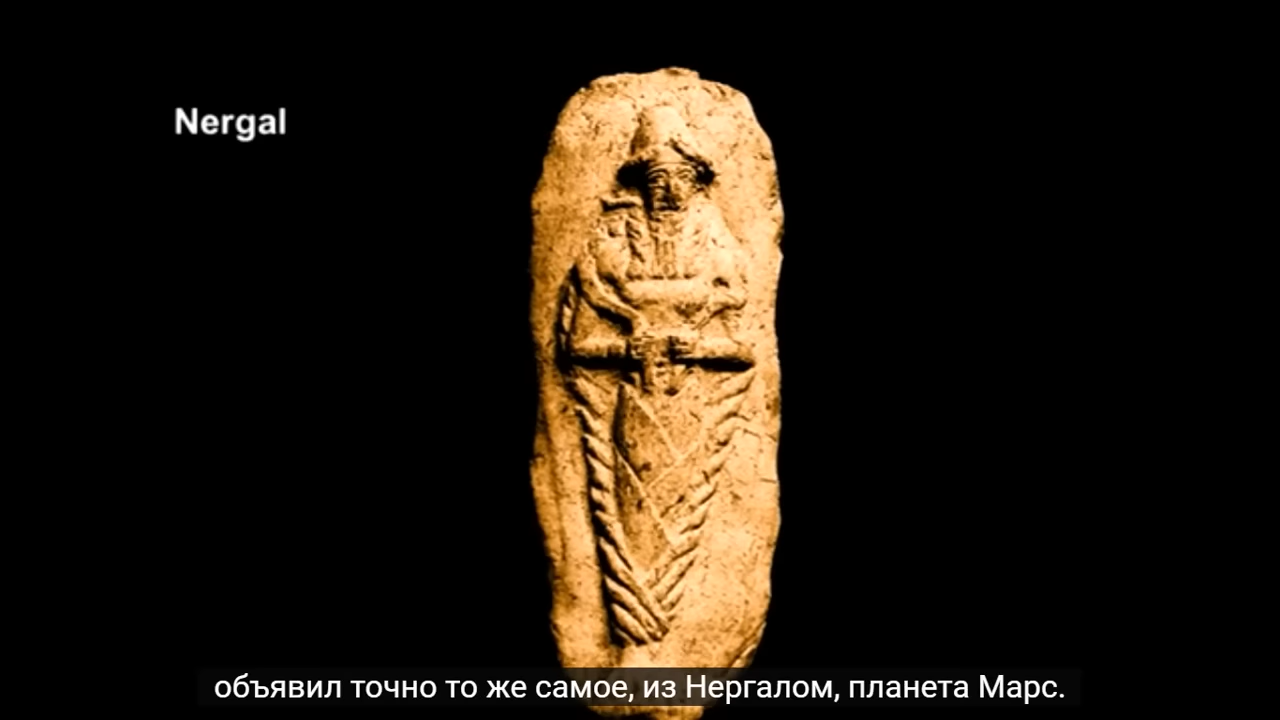 Nergal
объявил точно то же самое, из Нергалом, планета Марс.